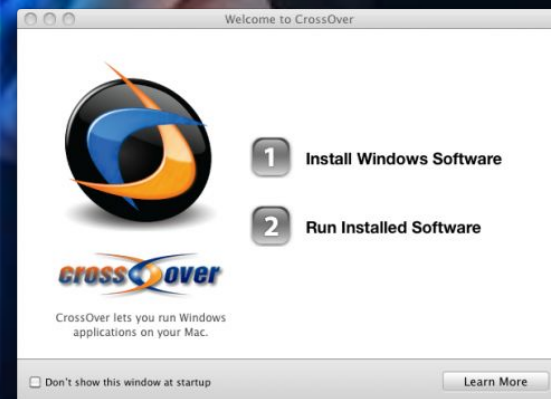 Welcome to CrossOver
1 Install Windows Software
2 Run Installed Software
crossover
CrossOver lets you run Windows
applications on your Mac.
Don't show this window at startup
Learn More